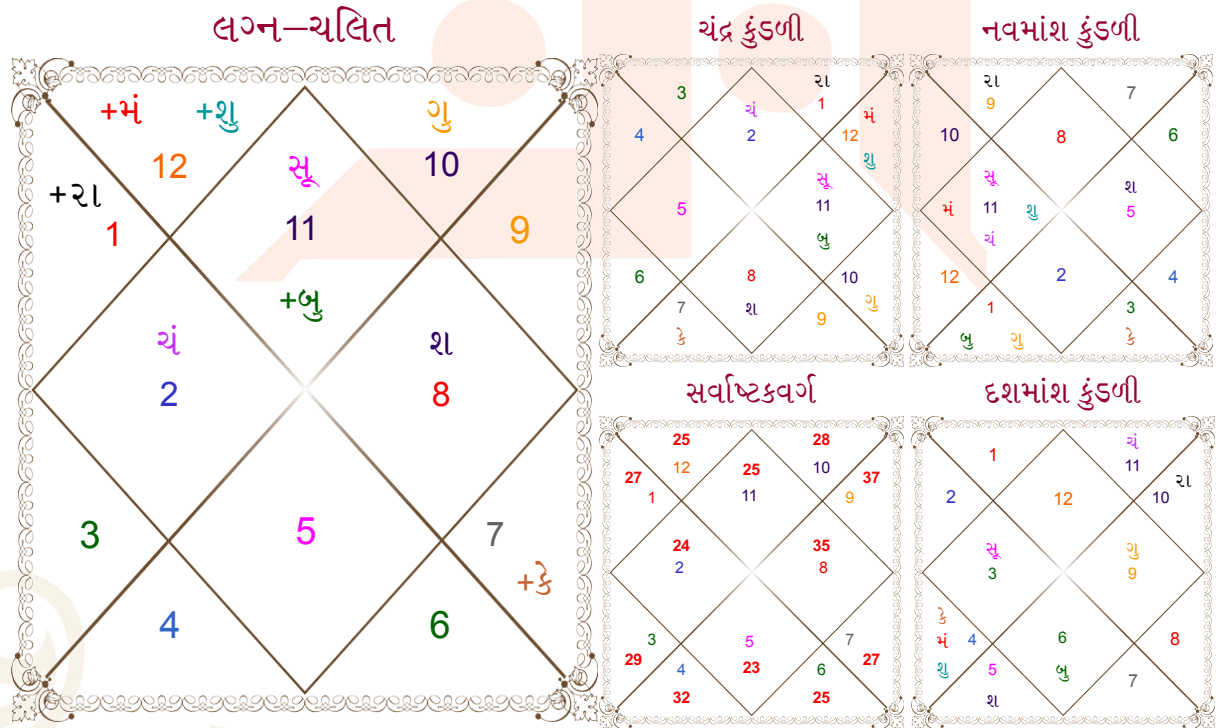 લગ્ન–ચલિત
+મં +શુ ગુ
12 સૂ 10
+રા
1 11 9
+બુ
ચં શ
2 8
3 5 7
+કે
4 6
ચંદ્ર કુંડળી
3 ચં રા
1 મં
4 2 12
શુ
સૂ
5 11
બુ
6 8 10
7 શ 9 ગુ
કે
નવમાંશ કુંડળી
રા 7
9
10 8 6
સૂ શ
મં 11 શુ 5
ચં
12 2 4
1 3
બુ ગુ કે
સર્વાષ્ટકવર્ગ
25 28
12 25 10
27 37
1 11 9
24 35
2 8
3 5 7
29 23 27
4 6
32 25
દશમાંશ કુંડળી
1 ચં
11
રા
2 12 10
સૂ ગુ
3 9
કે
મં 4 6 8
શુ 5 બુ 7
શ